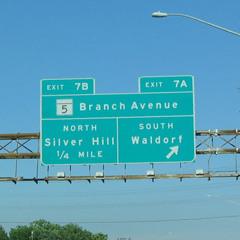 EXIT 7B
EXIT 7A
5 Branch Avenue
NORTH
Silver Hill
1/4 MILE
SOUTH
Waldorf